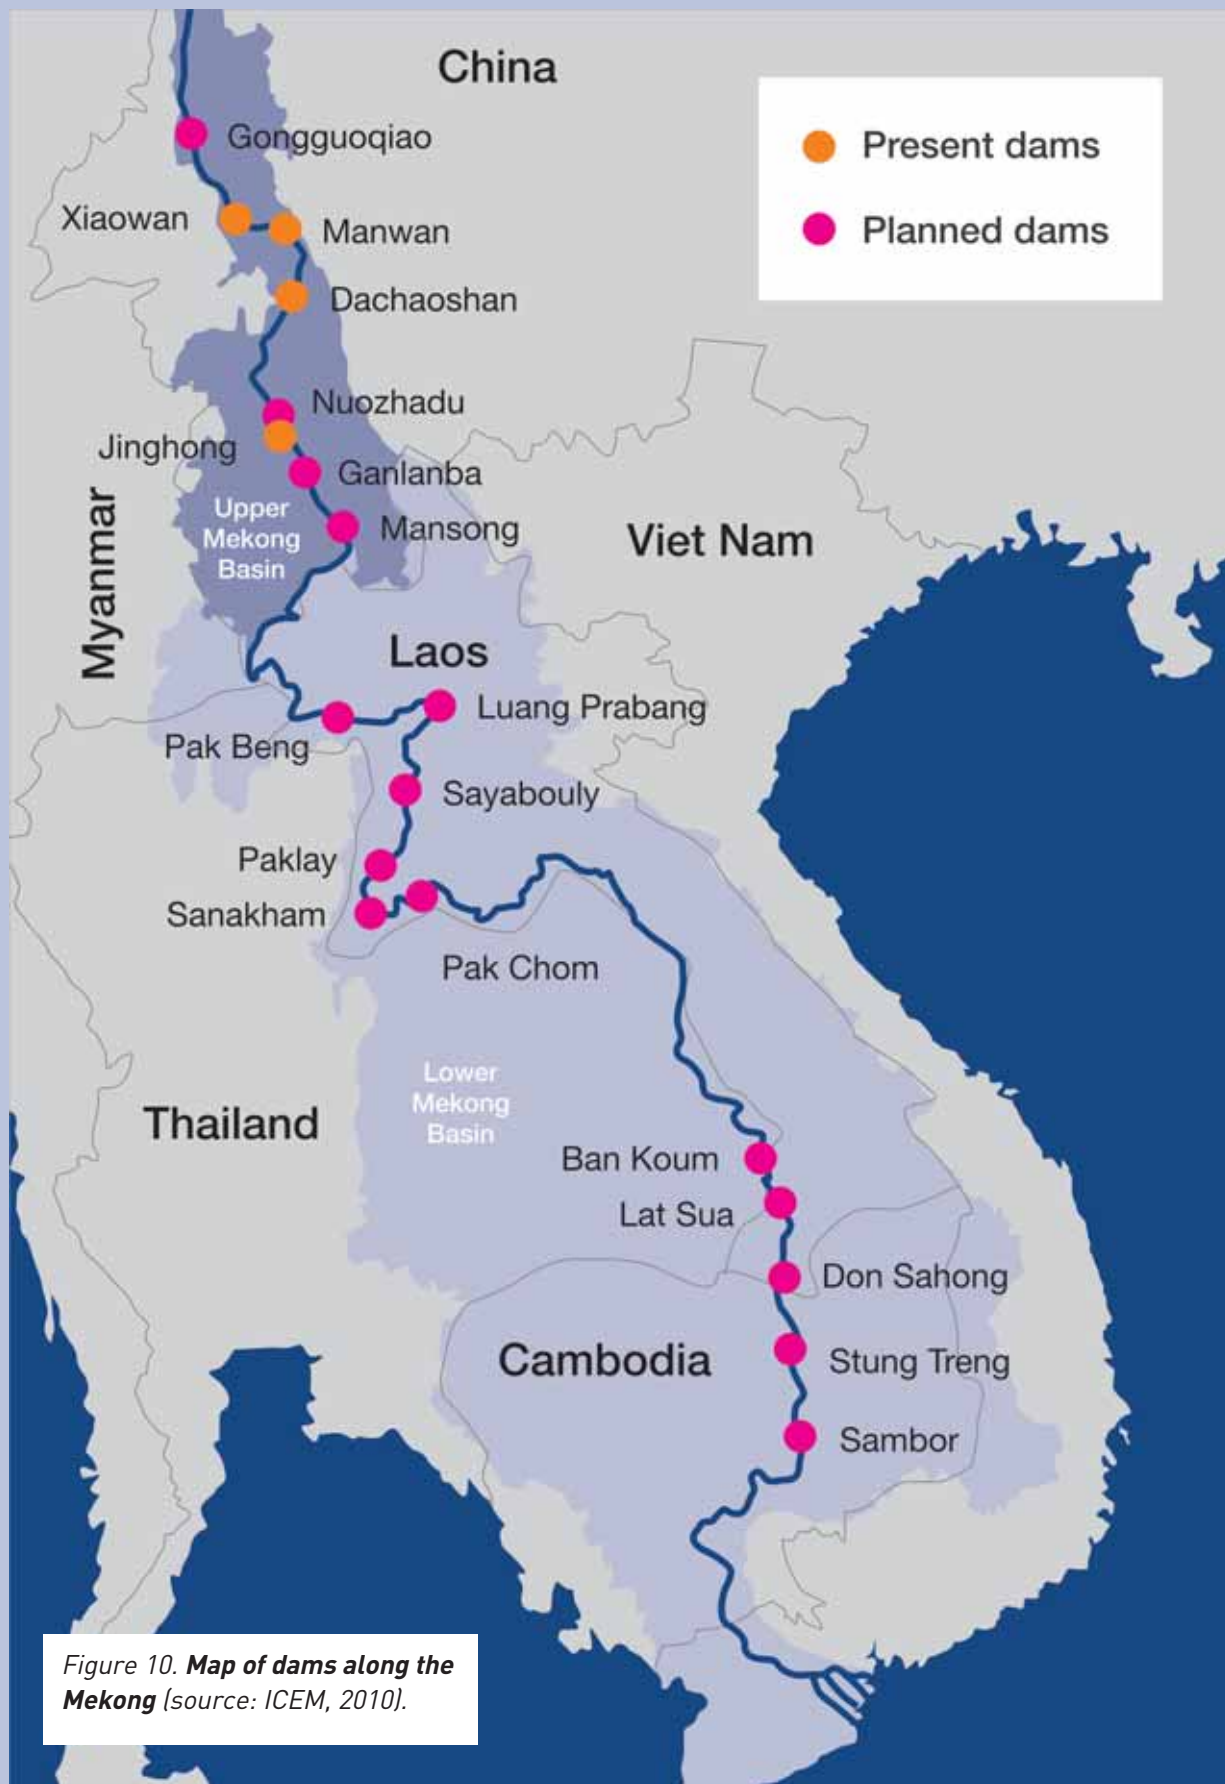 China
Present dams
Planned dams
Gongguoqiao
Xiaowan
Manwan
Dachaoshan
Nuozhadu
Jinghong
Ganlanba
Mansong
Upper
Mekong
Basin
Myanmar
Viet Nam
Laos
Luang Prabang
Pak Beng
Sayabouly
Paklay
Sanakham
Pak Chom
Lower
Mekong
Basin
Thailand
Ban Koum
Lat Sua
Don Sahong
Cambodia
Stung Treng
Sambor
Figure 10. Map of dams along the
Mekong (source: ICEM, 2010).